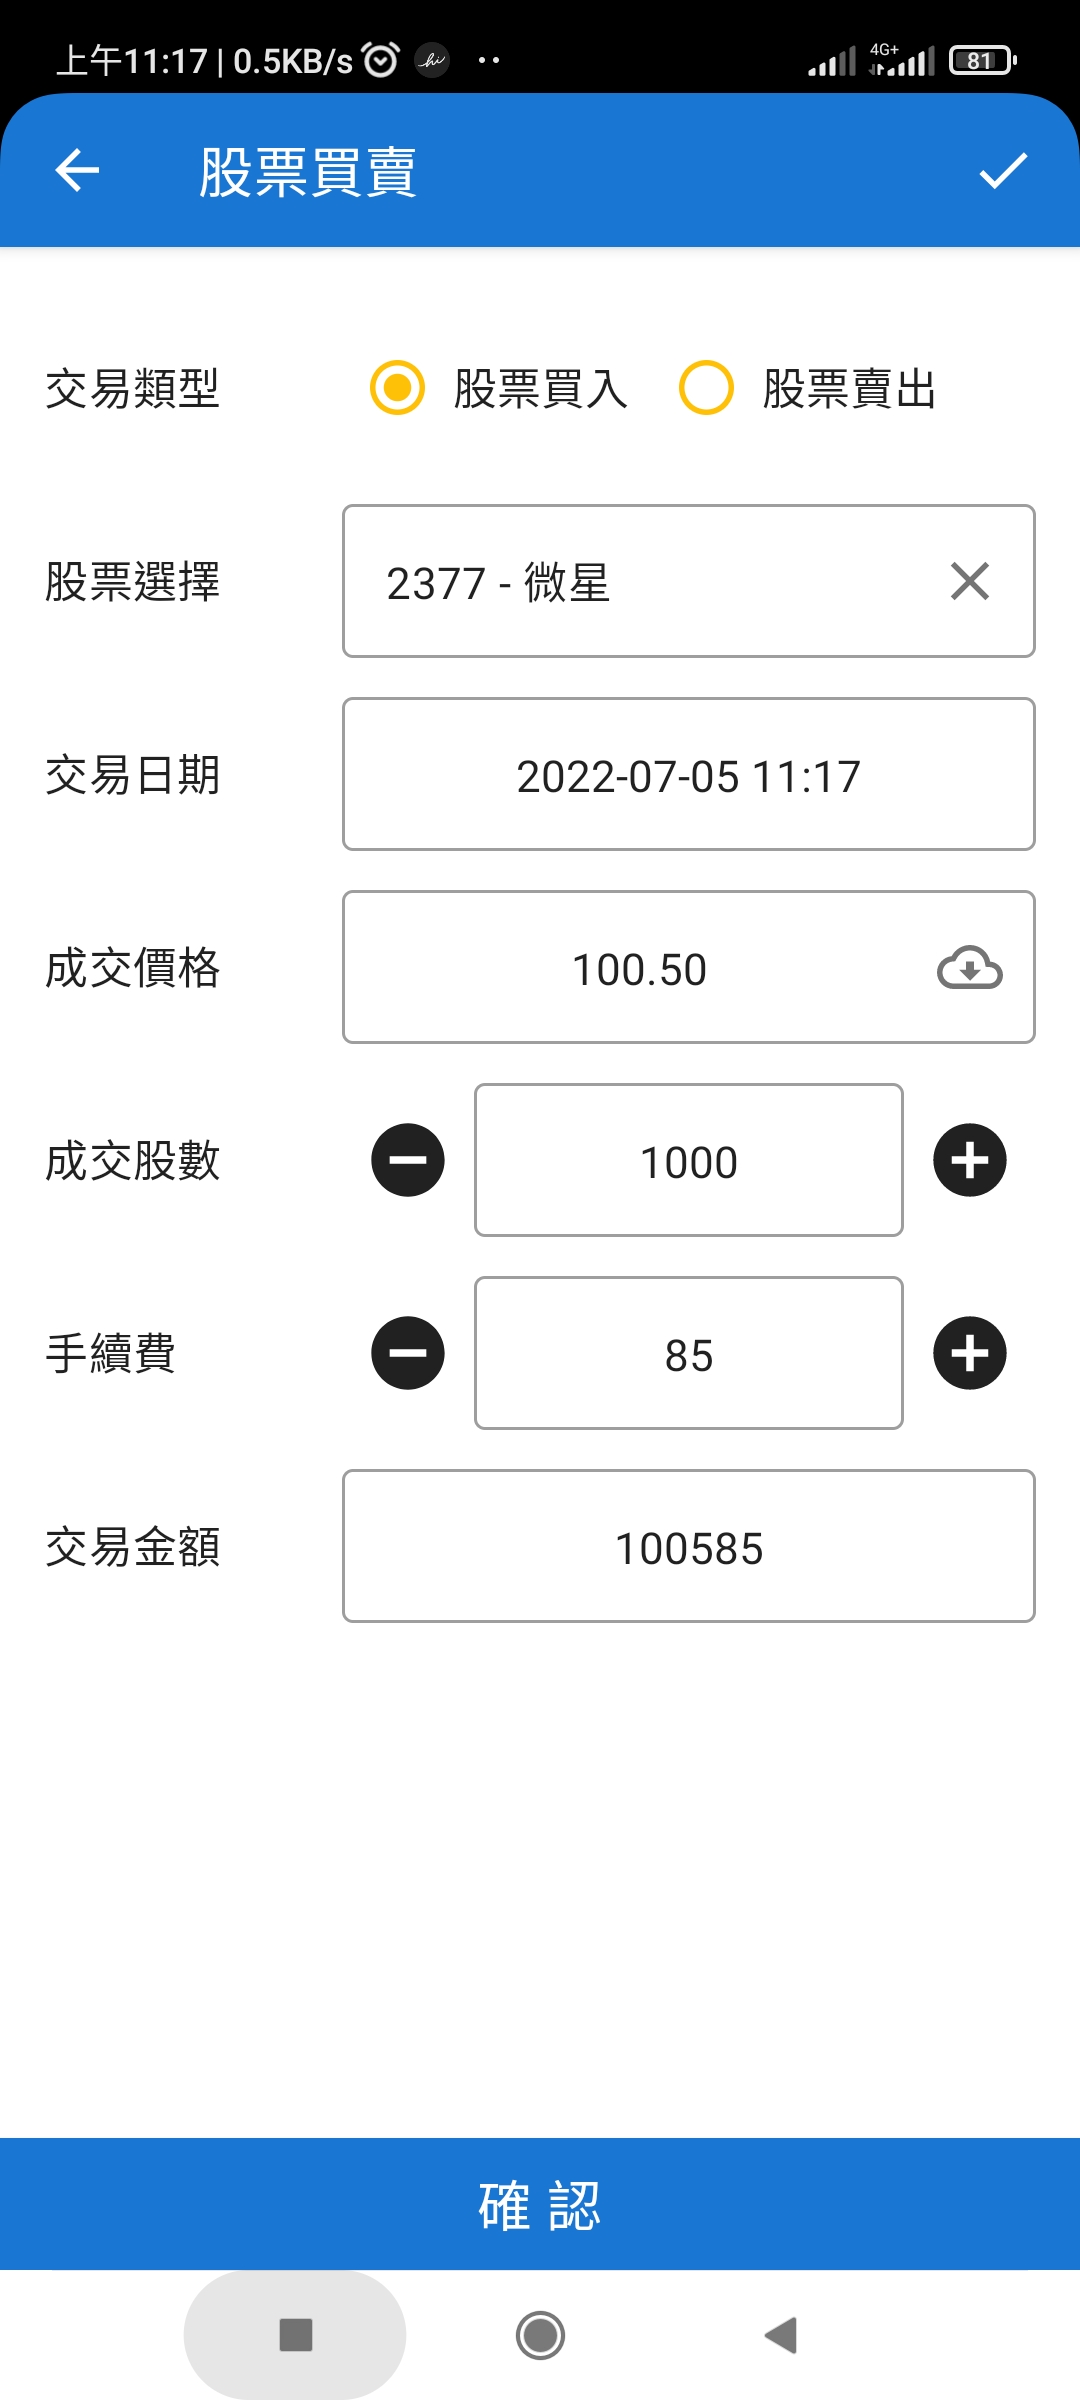 上午11:17 | 0.5KB/s hi 4G+ 81
股票買賣
交易類型 股票買入 股票賣出
股票選擇 2377 - 微星
交易日期 2022-07-05 11:17
成交價格 100.50
成交股數 1000
手續費 85
交易金額 100585
確認